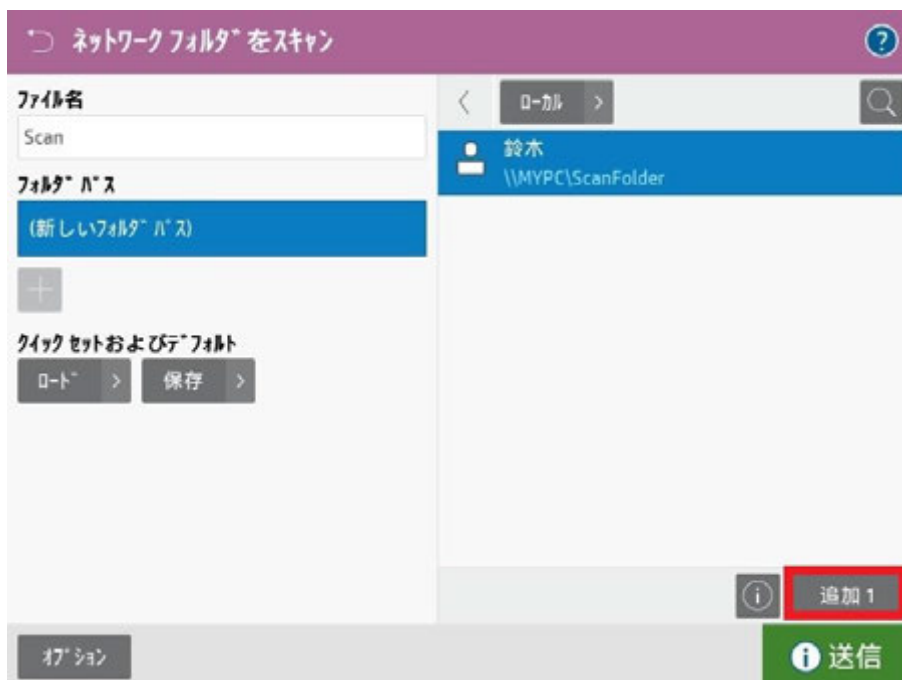 ネットワーク フォルダをスキャン
?
ファイル名
Scan
フォルダ パス
(新しいフォルダ パス)
クイック セットおよびデフォルト
ロード >
保存 >
< ローカル >
鈴木
\\MYPC\ScanFolder
i
追加 1
オプション
i 送信